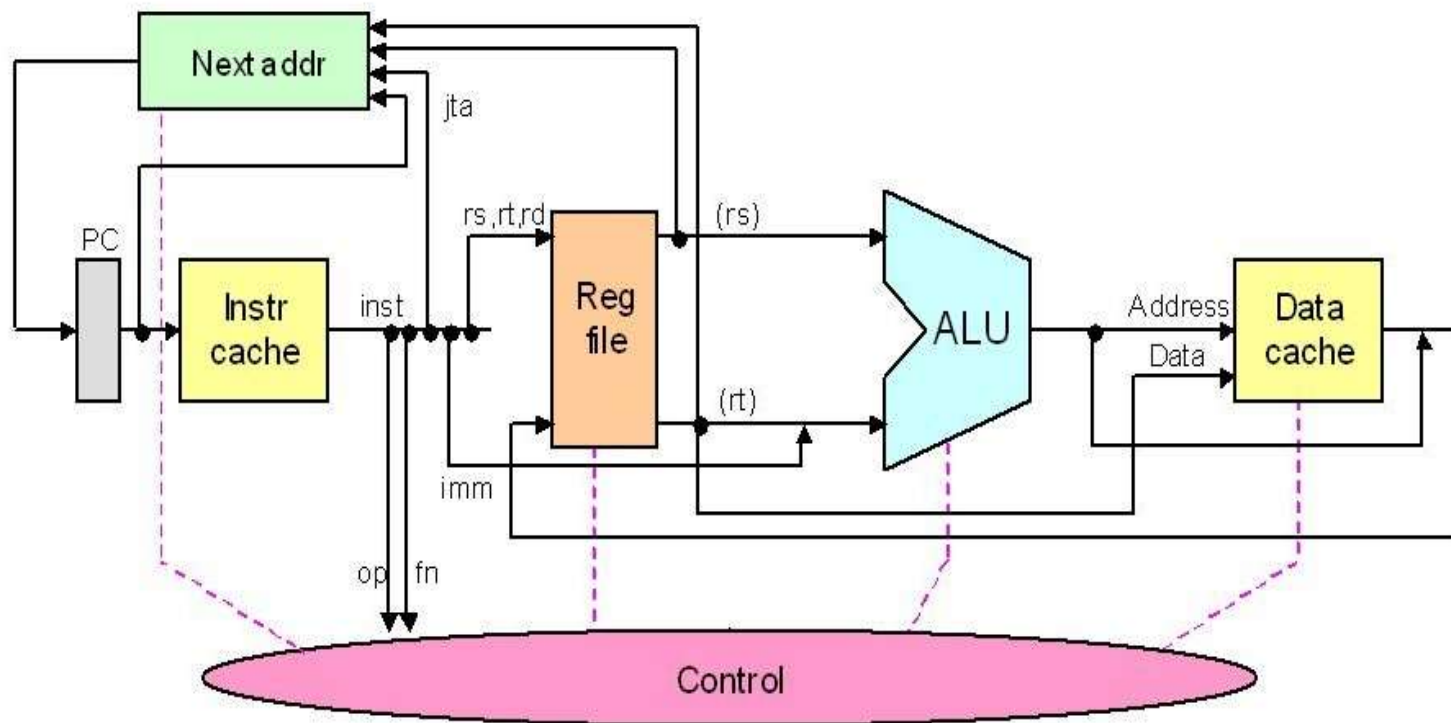 Next addr
jta
rs,rt,rd
(rs)
PC
inst
Instr
cache
Reg
file
ALU
Address
Data
Data
cache
(rt)
imm
op
fn
Control